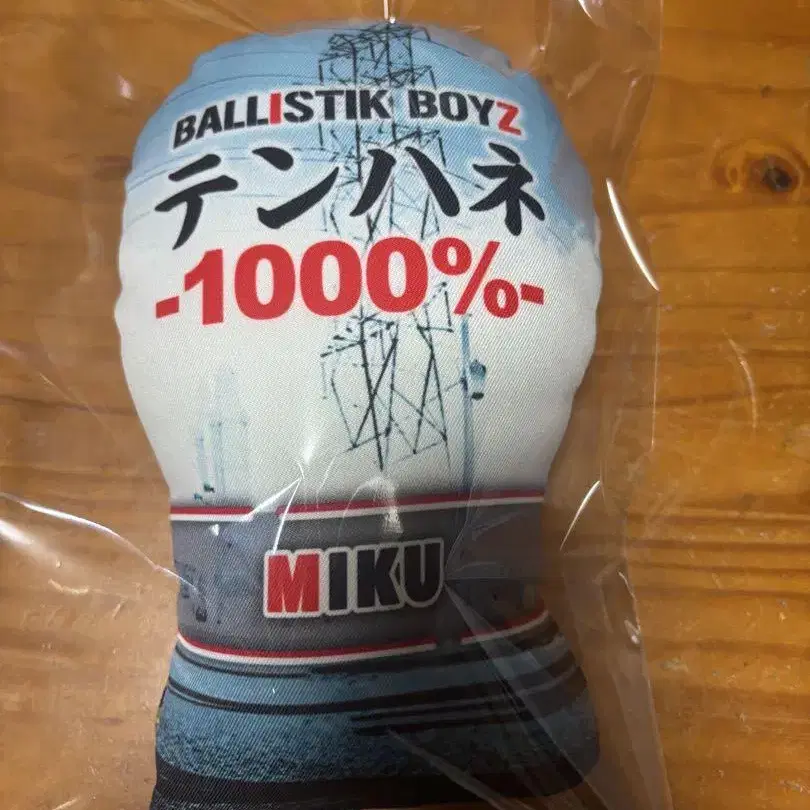 BALLISTIK BOYZ
テンハネ
-1000%-
MIKU